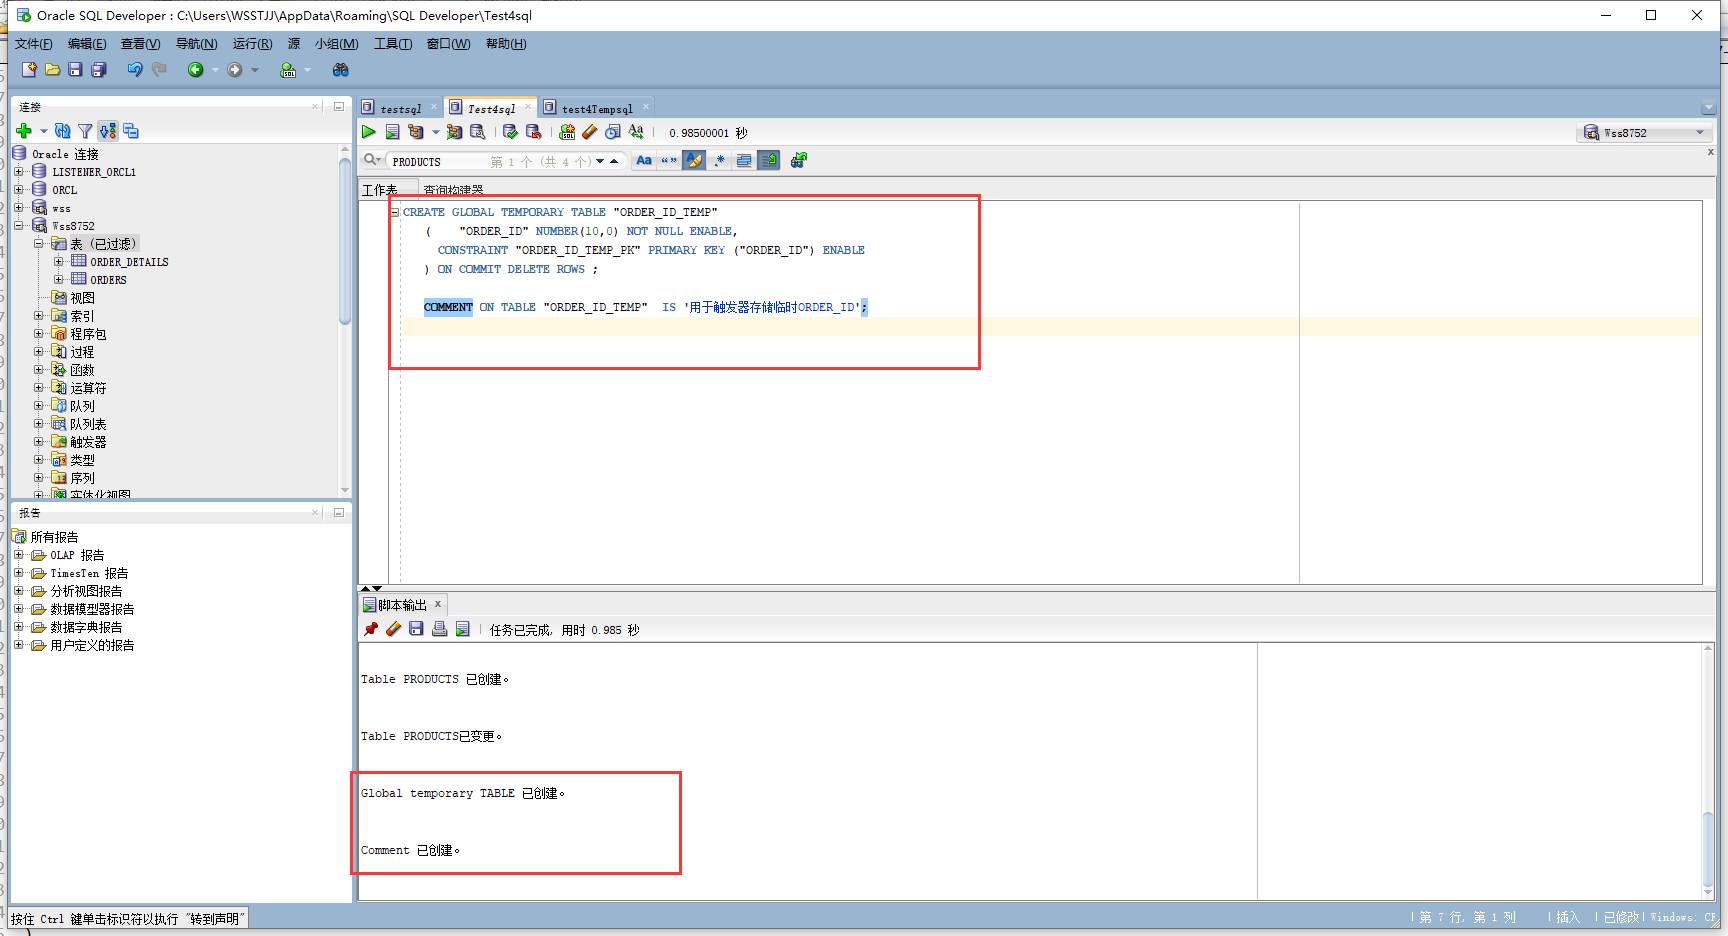 Oracle SQL Developer : C:\Users\WSSTJJ\AppData\Roaming\SQL Developer\Test4sql
文件(F) 编辑(E) 查看(V) 导航(N) 运行(R) 源 小组(M) 工具(T) 窗口(W) 帮助(H)
连接
Oracle 连接
LISTENER_ORCL1
ORCL
wss
Wss8752
表 (已过滤)
ORDER_DETAILS
ORDERS
视图
索引
程序包
过程
函数
运算符
队列
队列表
触发器
类型
序列
实体化视图
报告
所有报告
OLAP 报告
TimesTen 报告
分析视图报告
数据模型器报告
数据字典报告
用户定义的报告
testsql Test4sql test4Tempsql
0.98500001 秒
Wss8752
PRODUCTS 第 1 个 (共 4 个)
工作表 查询构建器
CREATE GLOBAL TEMPORARY TABLE "ORDER_ID_TEMP"
( "ORDER_ID" NUMBER(10,0) NOT NULL ENABLE,
CONSTRAINT "ORDER_ID_TEMP_PK" PRIMARY KEY ("ORDER_ID") ENABLE
) ON COMMIT DELETE ROWS ;
COMMENT ON TABLE "ORDER_ID_TEMP" IS '用于触发器存储临时ORDER_ID';
脚本输出
任务已完成, 用时 0.985 秒
Table PRODUCTS 已创建。
Table PRODUCTS已变更。
Global temporary TABLE 已创建。
Comment 已创建。
按住 Ctrl 键单击标识符以执行 "转到声明"
第 7 行, 第 1 列 插入 已修改 Windows: CF